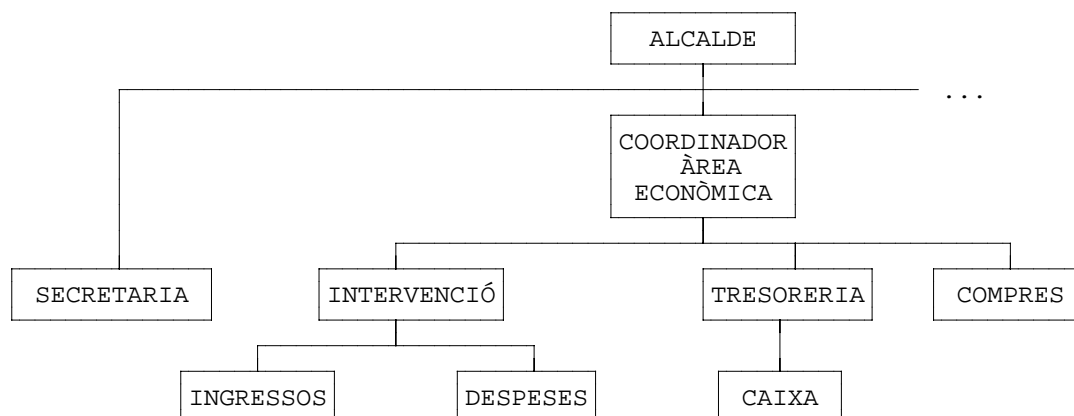 ALCALDE
...
COORDINADOR
ÀREA
ECONÒMICA
SECRETARIA
INTERVENCIÓ
TRESORERIA
COMPRES
INGRESSOS
DESPESES
CAIXA